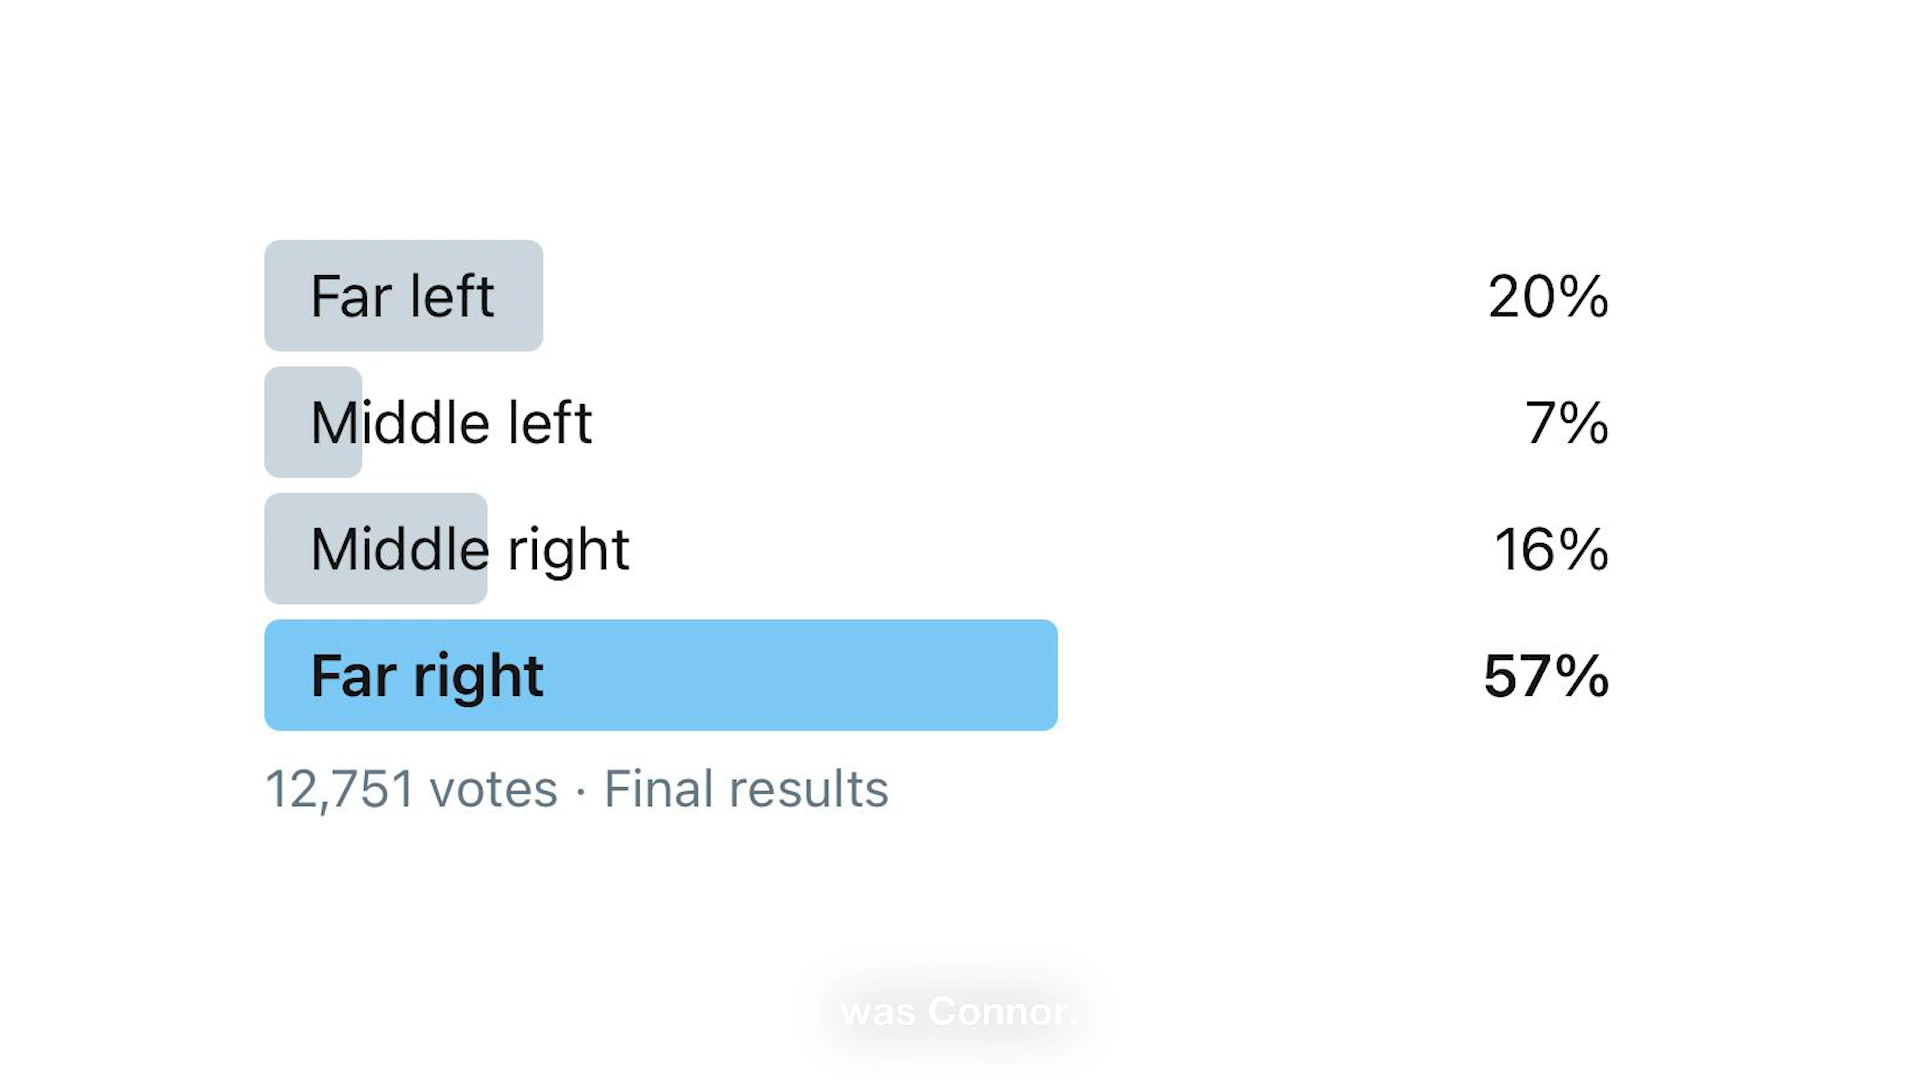 Far left 20%
Middle left 7%
Middle right 16%
Far right 57%
12,751 votes · Final results
was Connor.